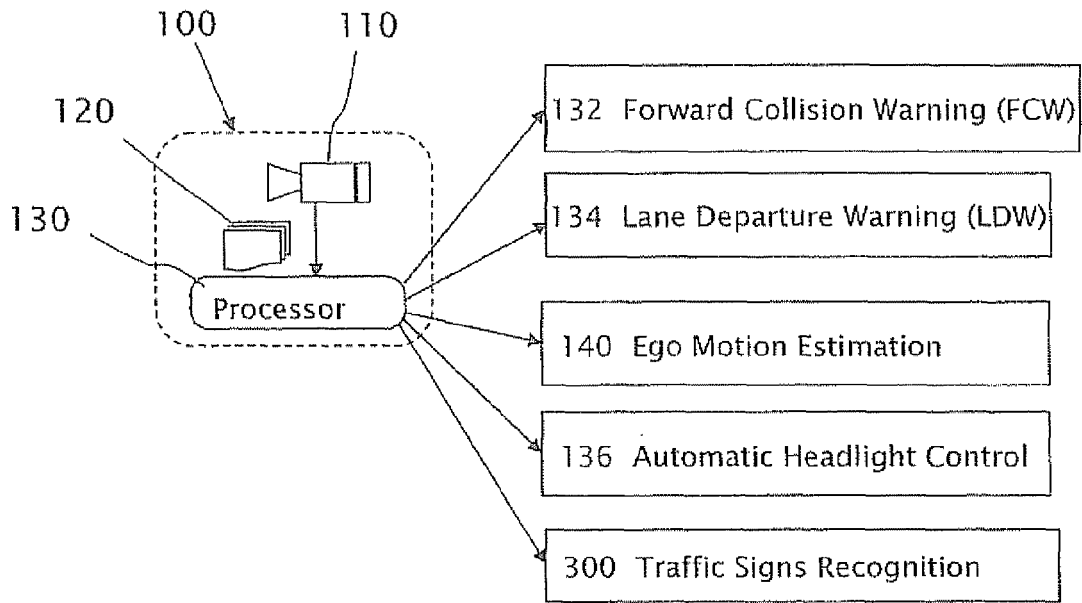 100
110
120
130
Processor
132 Forward Collision Warning (FCW)
134 Lane Departure Warning (LDW)
140 Ego Motion Estimation
136 Automatic Headlight Control
300 Traffic Signs Recognition